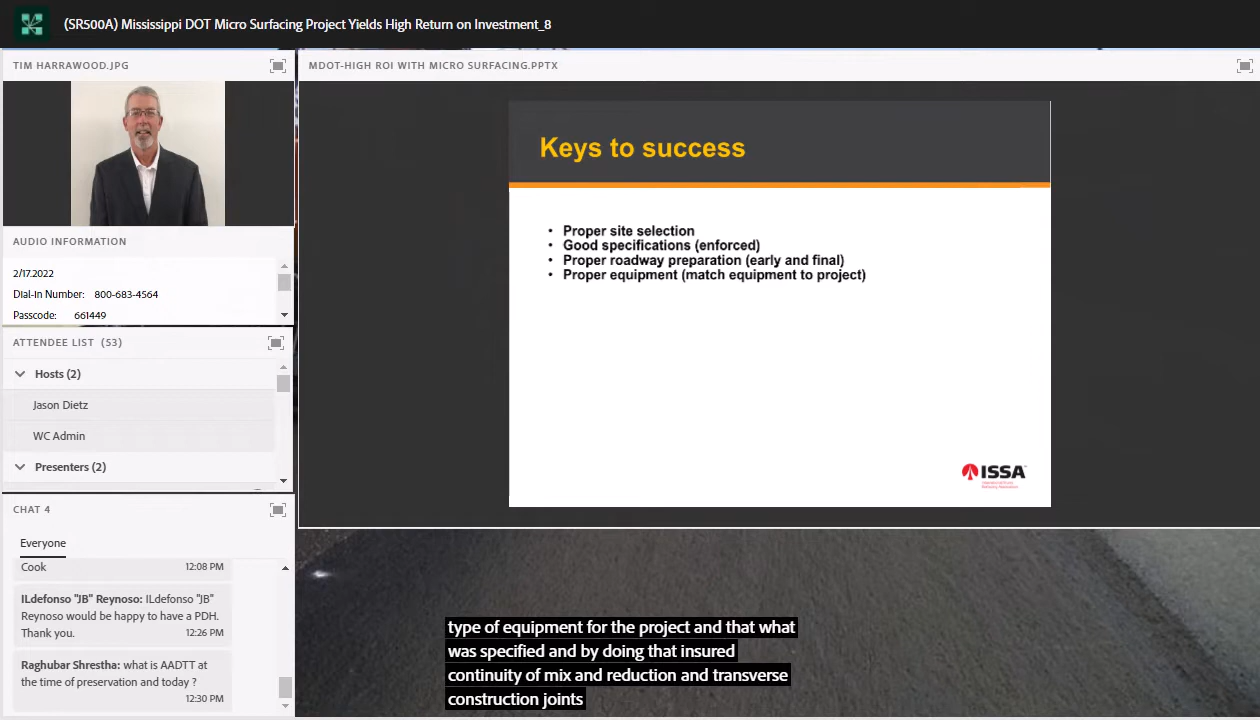 (SR500A) Mississippi DOT Micro Surfacing Project Yields High Return on Investment_8
TIM HARRAWOOD.JPG
AUDIO INFORMATION
2/17.2022
Dial-In Number: 800-683-4564
Passcode: 661449
ATTENDEE LIST (53)
Hosts (2)
Jason Dietz
WC Admin
Presenters (2)
CHAT 4
Everyone
Cook 12:08 PM
ILdefonso "JB" Reynoso: ILdefonso "JB"
Reynoso would be happy to have a PDH.
Thank you. 12:26 PM
Raghubar Shrestha: what is AADTT at
the time of preservation and today ?
12:30 PM
MDOT-HIGH ROI WITH MICRO SURFACING.PPTX
Keys to success
• Proper site selection
• Good specifications (enforced)
• Proper roadway preparation (early and final)
• Proper equipment (match equipment to project)
ISSA
type of equipment for the project and that what
was specified and by doing that insured
continuity of mix and reduction and transverse
construction joints